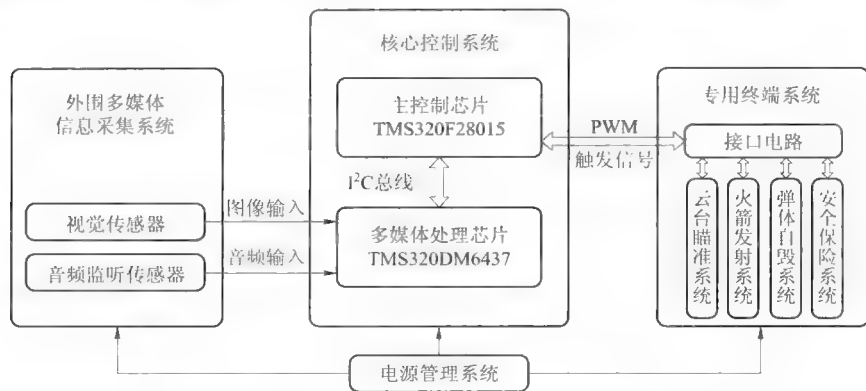 核心控制系统
外围多媒体
信息采集系统
视觉传感器
音频监听传感器
图像输入
音频输入
主控制芯片
TMS320F28015
I²C总线
多媒体处理芯片
TMS320DM6437
PWM
触发信号
专用终端系统
接口电路
云台瞄准系统
火箭发射系统
弹体自毁系统
安全保险系统
电源管理系统